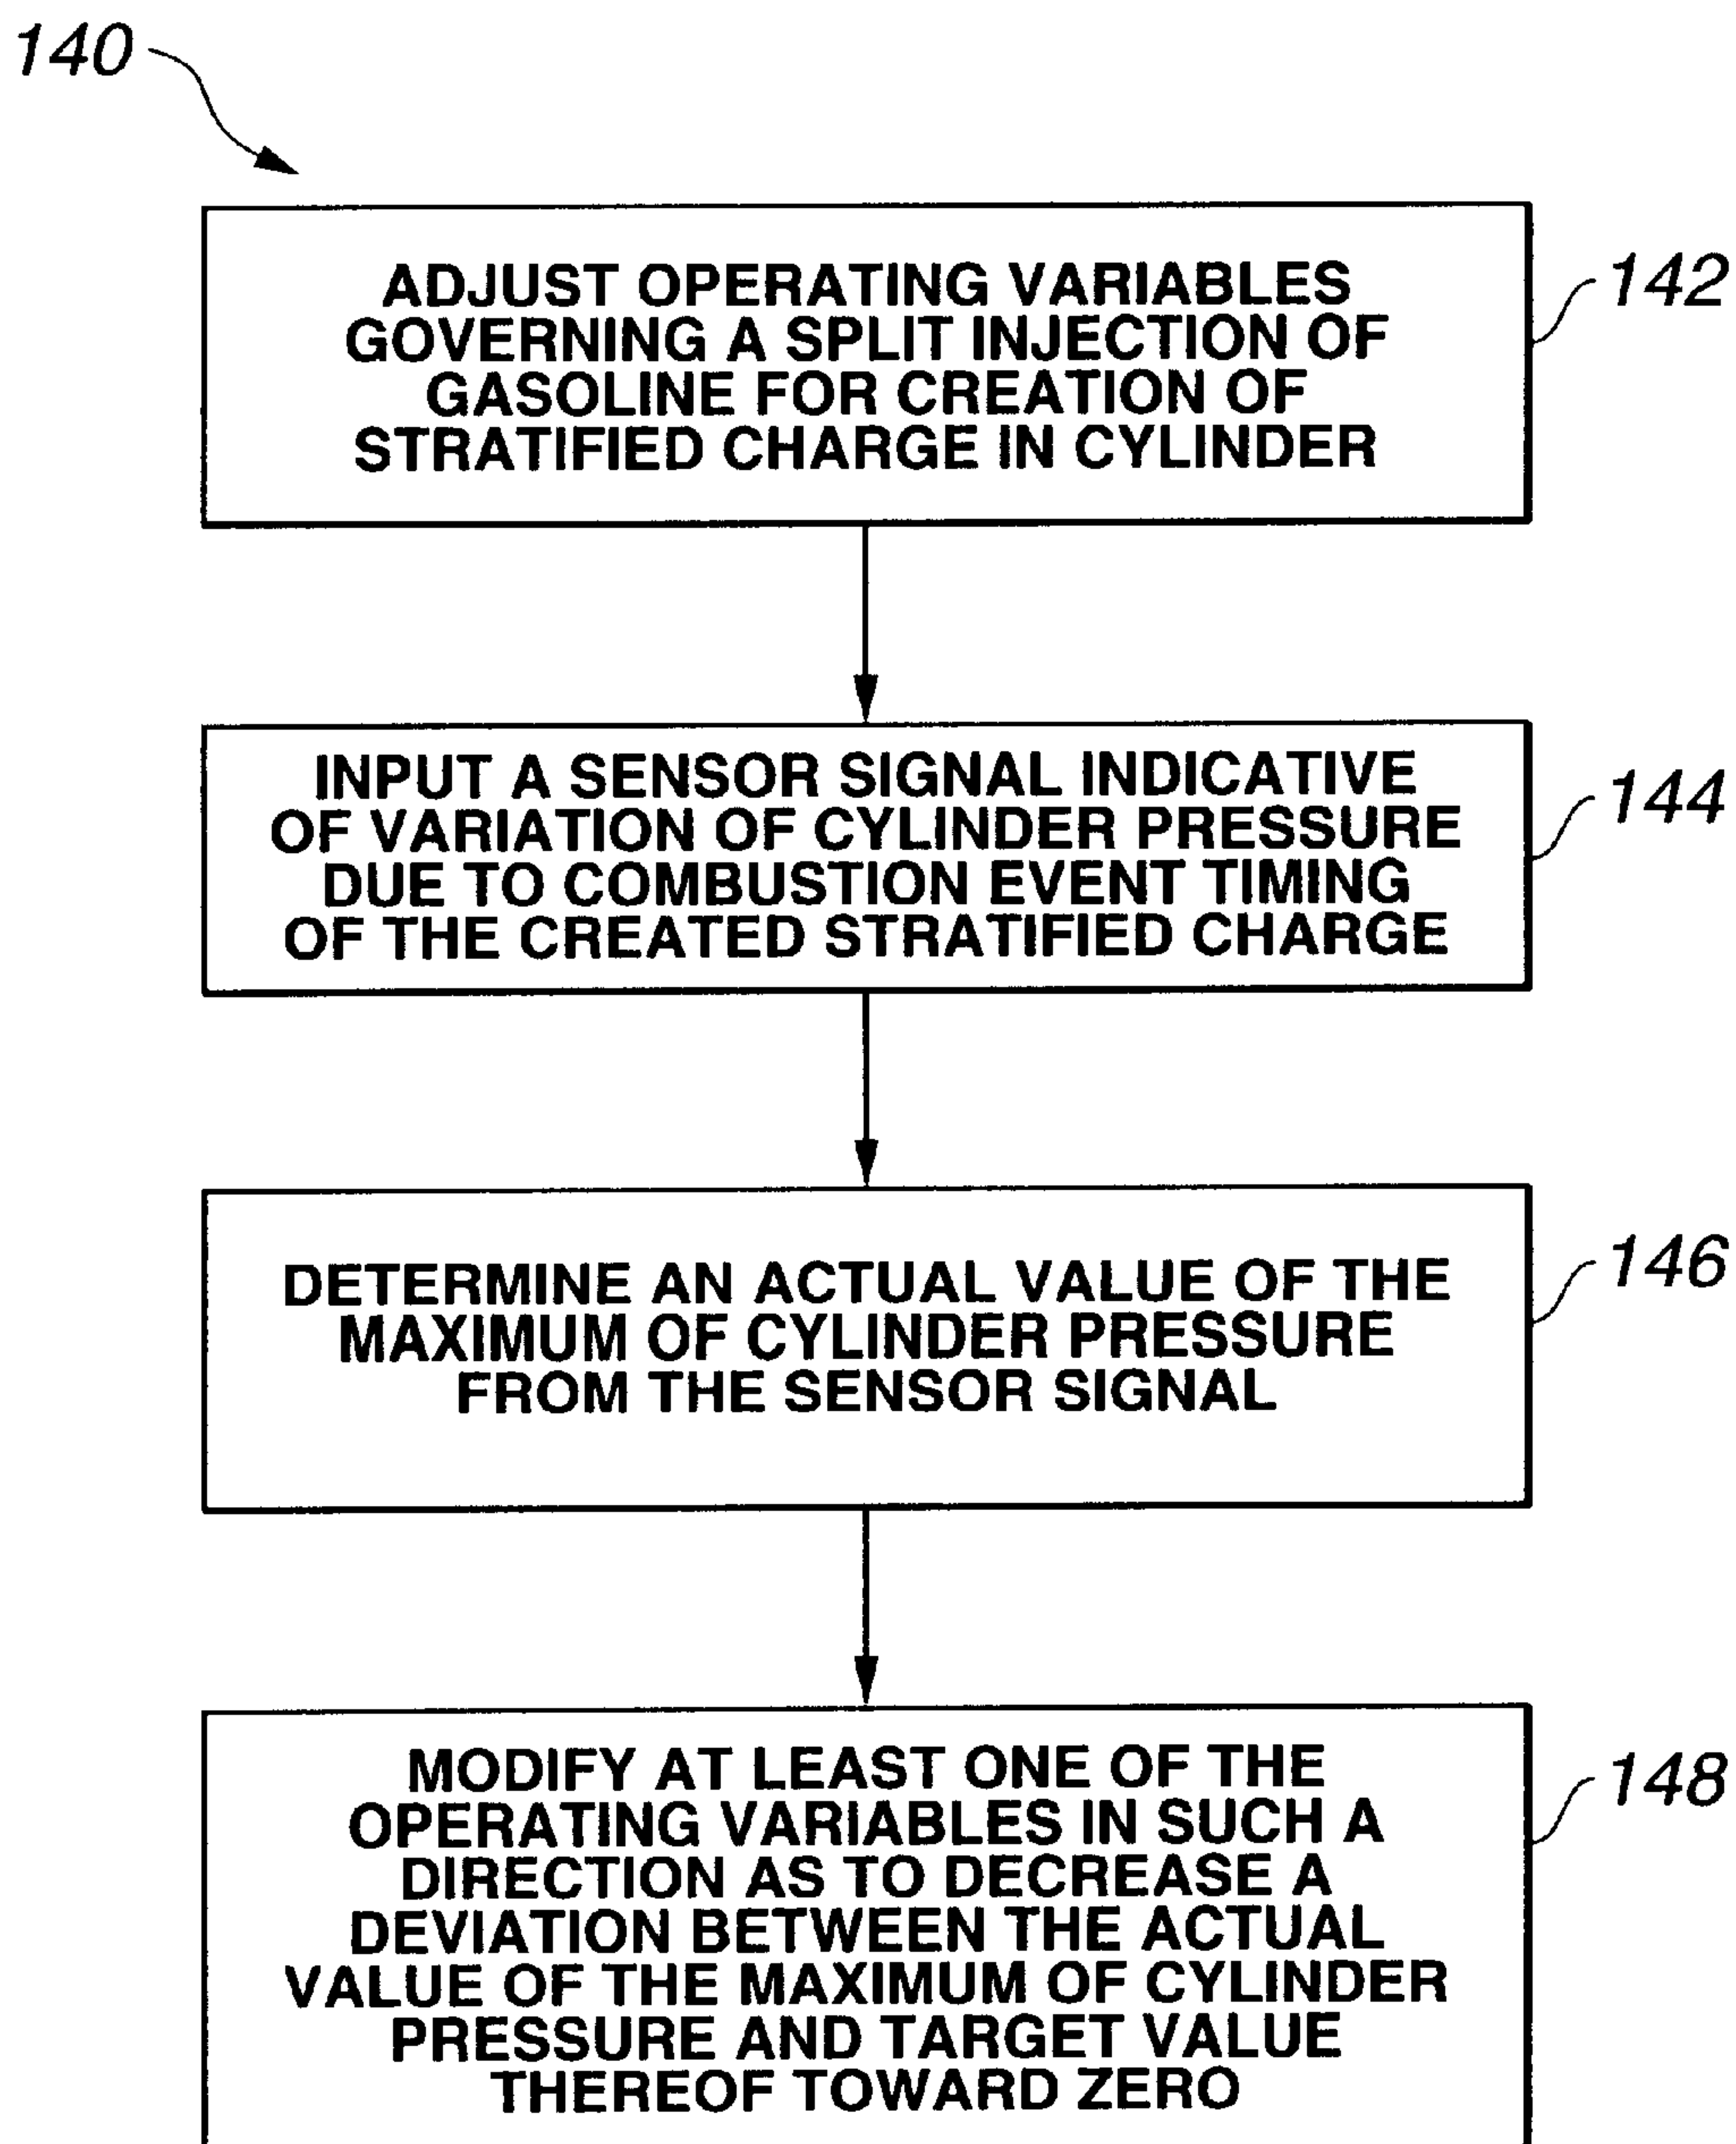 140
ADJUST OPERATING VARIABLES
GOVERNING A SPLIT INJECTION OF
GASOLINE FOR CREATION OF
STRATIFIED CHARGE IN CYLINDER
142
INPUT A SENSOR SIGNAL INDICATIVE
OF VARIATION OF CYLINDER PRESSURE
DUE TO COMBUSTION EVENT TIMING
OF THE CREATED STRATIFIED CHARGE
144
DETERMINE AN ACTUAL VALUE OF THE
MAXIMUM OF CYLINDER PRESSURE
FROM THE SENSOR SIGNAL
146
MODIFY AT LEAST ONE OF THE
OPERATING VARIABLES IN SUCH A
DIRECTION AS TO DECREASE A
DEVIATION BETWEEN THE ACTUAL
VALUE OF THE MAXIMUM OF CYLINDER
PRESSURE AND TARGET VALUE
THEREOF TOWARD ZERO
148